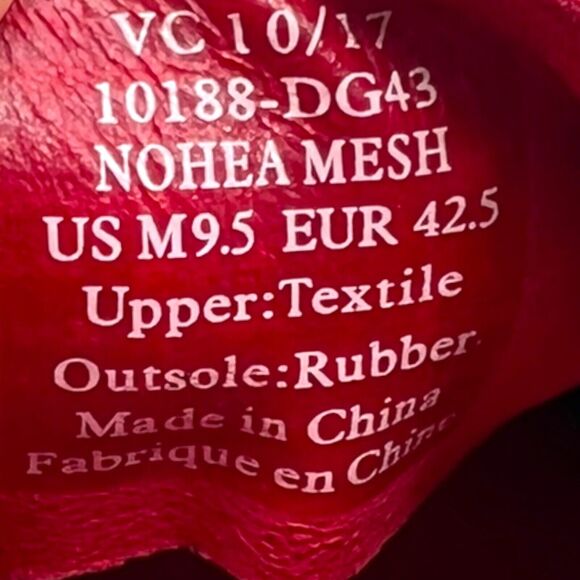 VC 10/17
10188-DG43
NOHEA MESH
US M9.5 EUR 42.5
Upper:Textile
Outsole:Rubber
Made in China
Fabrique en Chine